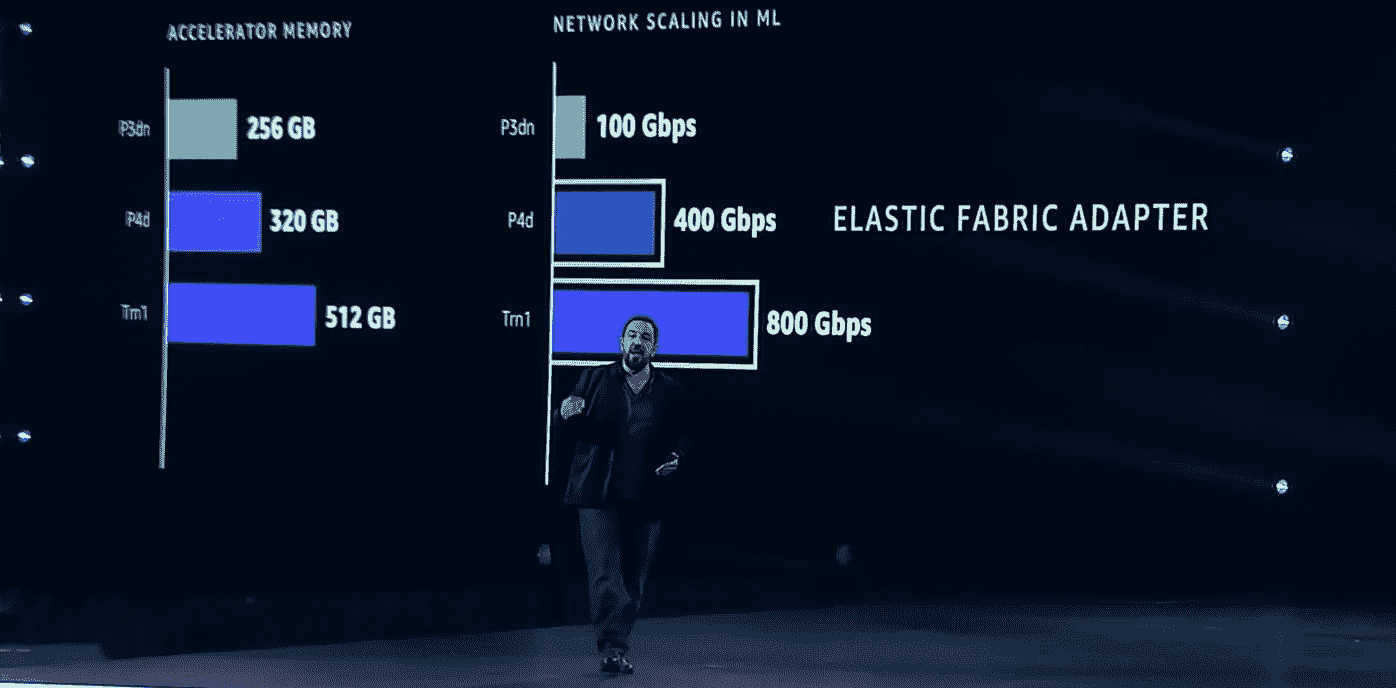 ACCELERATOR MEMORY
P3dn
256 GB
P4d
320 GB
Trn1
512 GB
NETWORK SCALING IN ML
P3dn
100 Gbps
P4d
400 Gbps
ELASTIC FABRIC ADAPTER
Trn1
800 Gbps